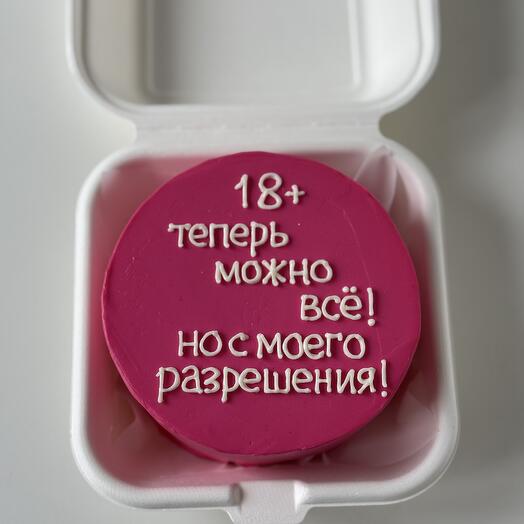 18+
теперь
можно
всё!
но с моего
разрешения!